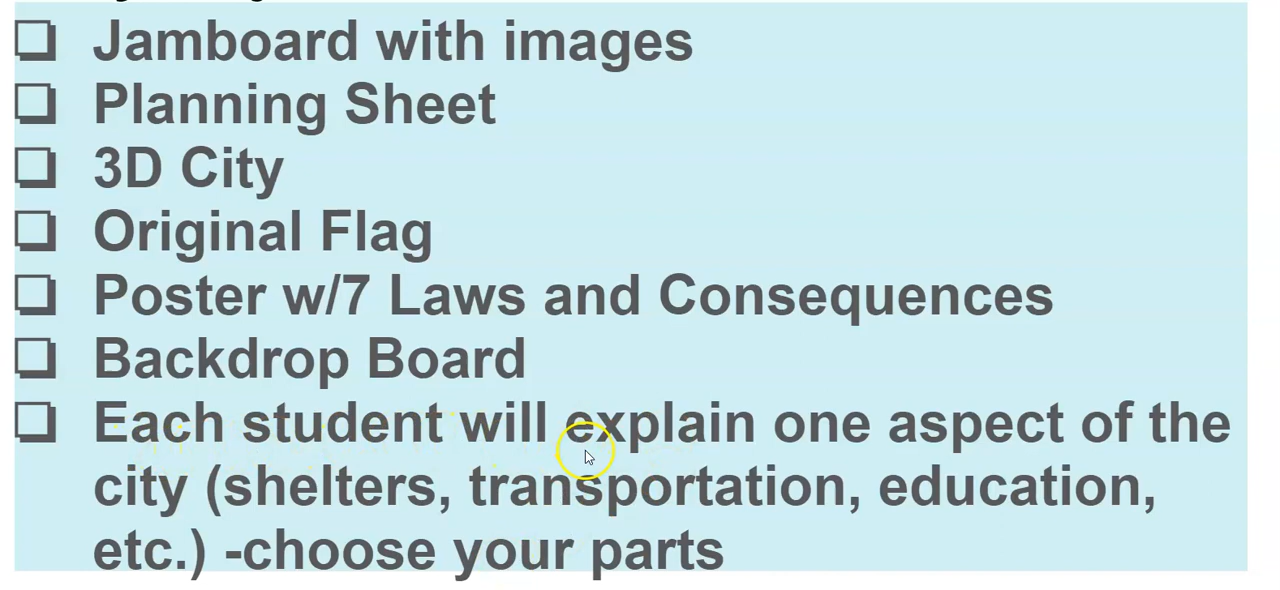 Jamboard with images
Planning Sheet
3D City
Original Flag
Poster w/7 Laws and Consequences
Backdrop Board
Each student will explain one aspect of the
city (shelters, transportation, education,
etc.) -choose your parts